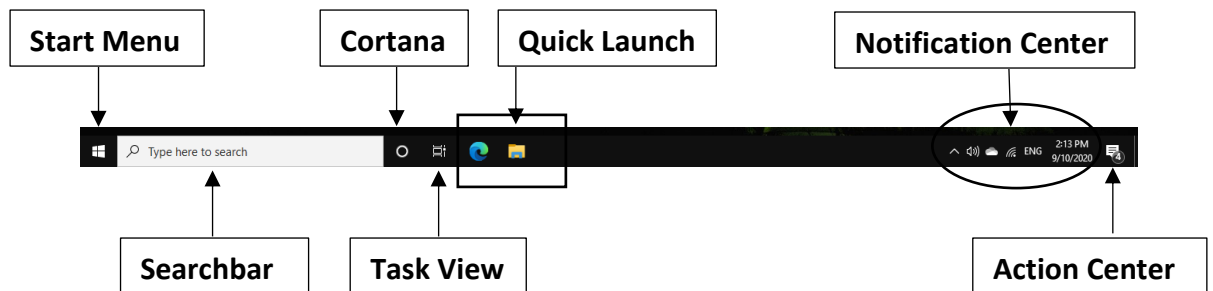 Start Menu
Cortana
Quick Launch
Notification Center
Type here to search
ENG
2:13 PM
9/10/2020
4
Searchbar
Task View
Action Center